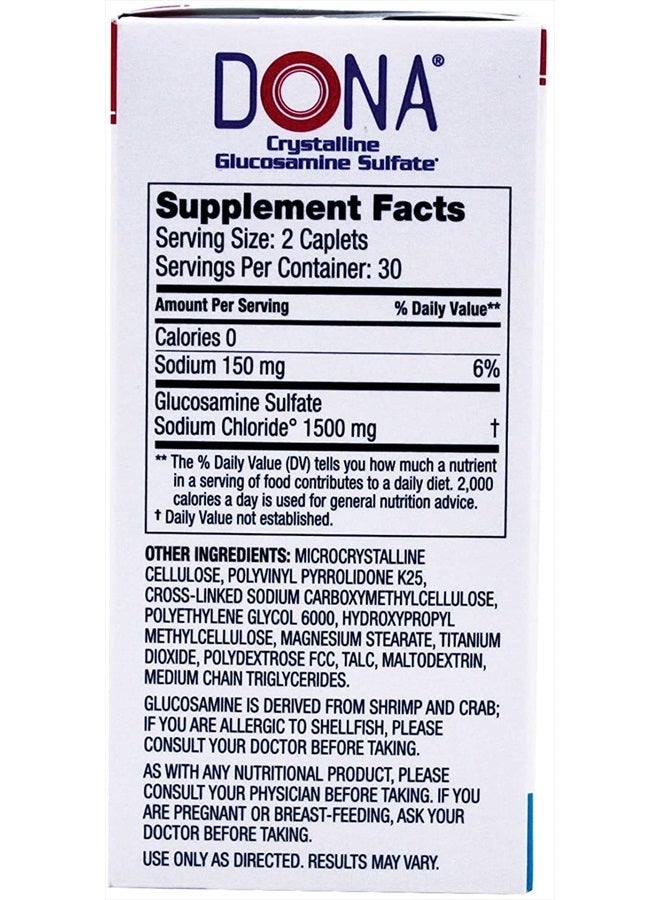 DONA®
Crystalline
Glucosamine Sulfate*
Supplement Facts
Serving Size: 2 Caplets
Servings Per Container: 30
Amount Per Serving % Daily Value**
Calories 0
Sodium 150 mg 6%
Glucosamine Sulfate
Sodium Chloride° 1500 mg †
** The % Daily Value (DV) tells you how much a nutrient
in a serving of food contributes to a daily diet. 2,000
calories a day is used for general nutrition advice.
† Daily Value not established.
OTHER INGREDIENTS: MICROCRYSTALLINE
CELLULOSE, POLYVINYL PYRROLIDONE K25,
CROSS-LINKED SODIUM CARBOXYMETHYLCELLULOSE,
POLYETHYLENE GLYCOL 6000, HYDROXYPROPYL
METHYLCELLULOSE, MAGNESIUM STEARATE, TITANIUM
DIOXIDE, POLYDEXTROSE FCC, TALC, MALTODEXTRIN,
MEDIUM CHAIN TRIGLYCERIDES.
GLUCOSAMINE IS DERIVED FROM SHRIMP AND CRAB;
IF YOU ARE ALLERGIC TO SHELLFISH, PLEASE
CONSULT YOUR DOCTOR BEFORE TAKING.
AS WITH ANY NUTRITIONAL PRODUCT, PLEASE
CONSULT YOUR PHYSICIAN BEFORE TAKING. IF YOU
ARE PREGNANT OR BREAST-FEEDING, ASK YOUR
DOCTOR BEFORE TAKING.
USE ONLY AS DIRECTED. RESULTS MAY VARY.